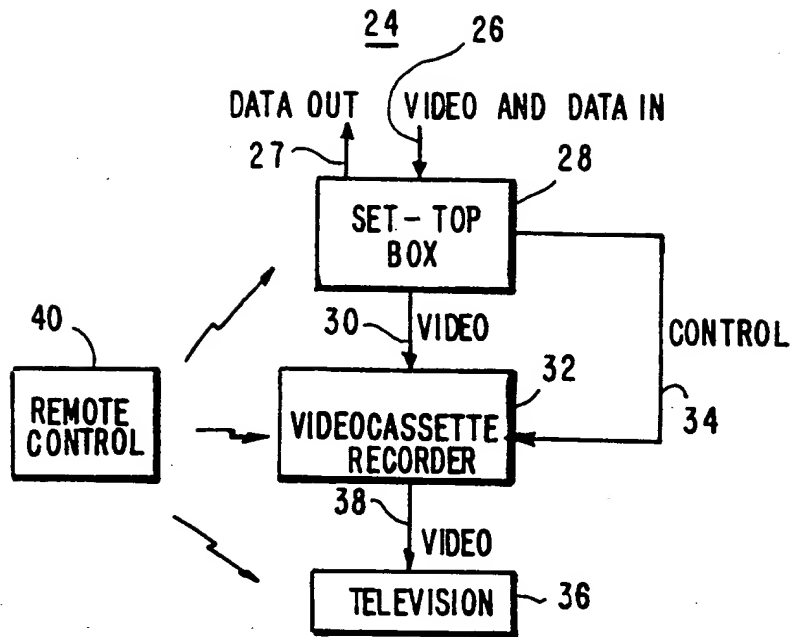 24
26
DATA OUT
VIDEO AND DATA IN
27
28
SET-TOP
BOX
30
VIDEO
CONTROL
40
32
34
REMOTE
CONTROL
VIDEOCASSETTE
RECORDER
38
VIDEO
TELEVISION
36